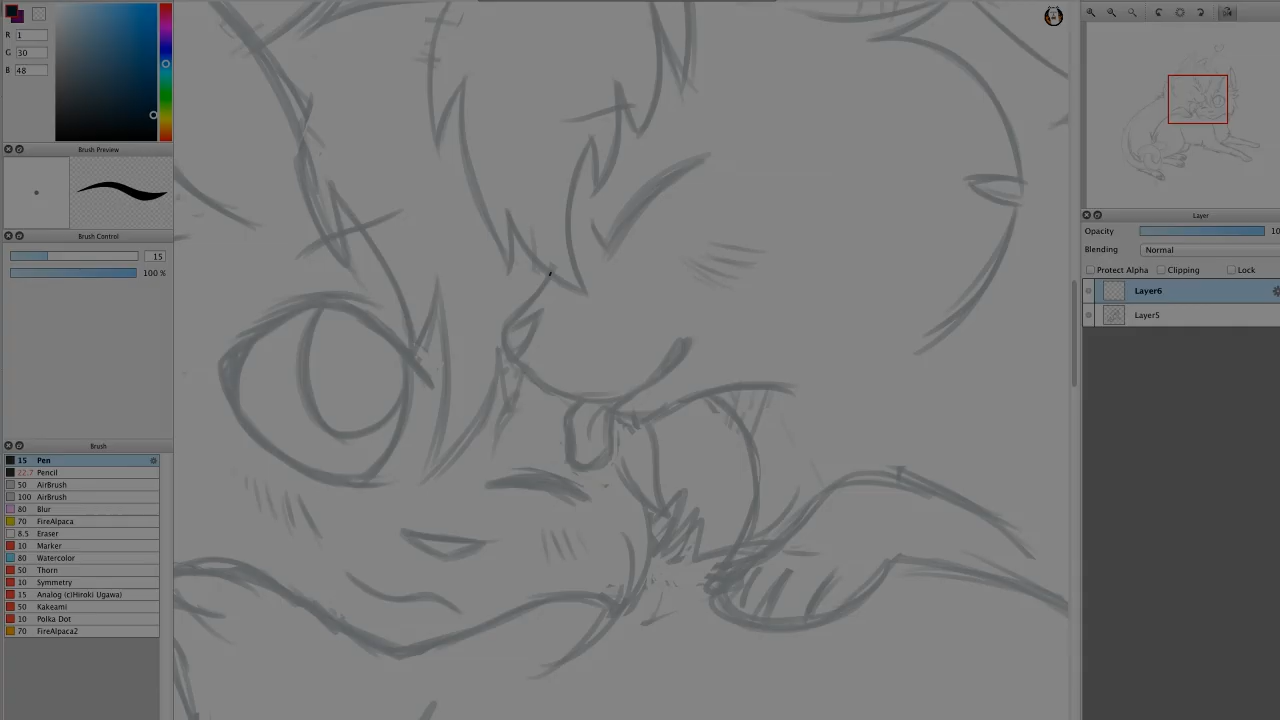 R 1
G 30
B 48
Brush Preview
Brush Control
15
100 %
Brush
15 Pen
22.7 Pencil
50 AirBrush
100 AirBrush
80 Blur
70 FireAlpaca
8.5 Eraser
10 Marker
80 Watercolor
50 Thorn
10 Symmetry
15 Analog (c)Hiroki Ugawa)
50 Kakeami
10 Polka Dot
70 FireAlpaca2
Layer
Opacity 10
Blending Normal
Protect Alpha Clipping Lock
Layer6
Layer5